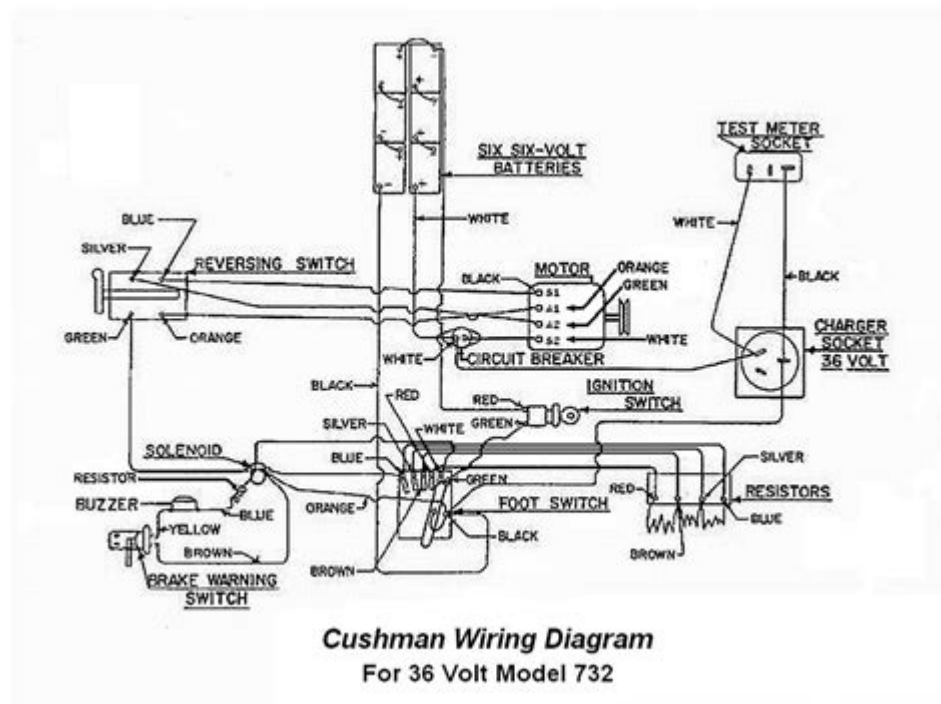 TEST METER
SOCKET
SIX SIX-VOLT
BATTERIES
BLUE
WHITE
WHITE
SILVER
REVERSING SWITCH
BLACK
MOTOR
ORANGE
BLACK
GREEN
S1
A1
A2
S2
GREEN
ORANGE
WHITE
CHARGER
SOCKET
36 VOLT
WHITE
CIRCUIT BREAKER
BLACK
RED
RED
IGNITION
SWITCH
SILVER
WHITE
GREEN
SOLENOID
BLUE
SILVER
RESISTOR
GREEN
RED
RESISTORS
BUZZER
BLUE
ORANGE
FOOT SWITCH
BLUE
YELLOW
BLACK
BROWN
BROWN
BROWN
BRAKE WARNING
SWITCH
Cushman Wiring Diagram
For 36 Volt Model 732